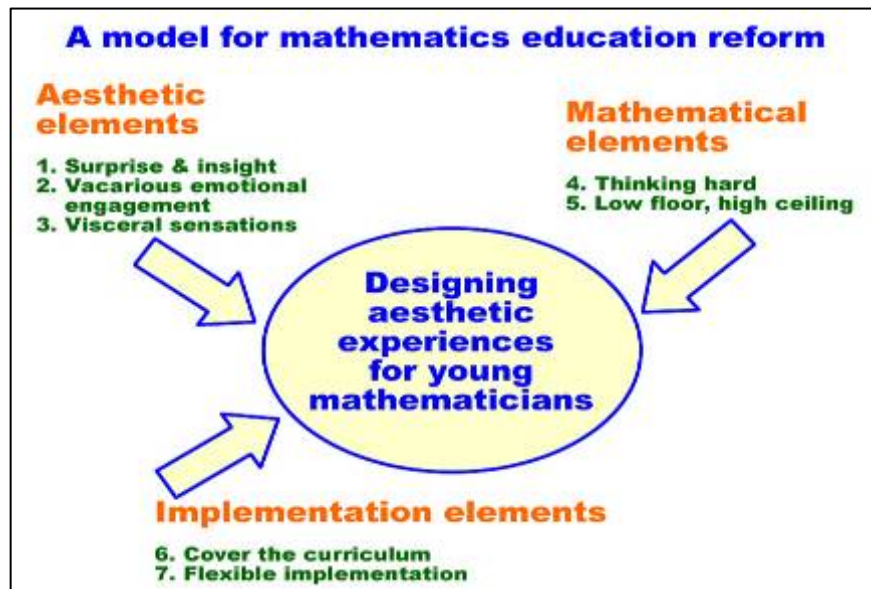 A model for mathematics education reform
Aesthetic
elements
1. Surprise & insight
2. Vacarious emotional
engagement
3. Visceral sensations
Mathematical
elements
4. Thinking hard
5. Low floor, high ceiling
Designing
aesthetic
experiences
for young
mathematicians
Implementation elements
6. Cover the curriculum
7. Flexible implementation